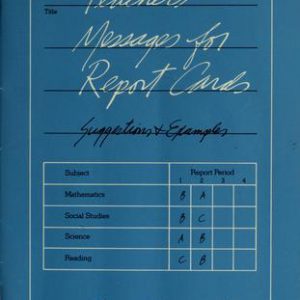 Title Teachers'
Messages for
Report Cards
Suggestions & Examples
Subject Report Period
1 2 3 4
Mathematics B A
Social Studies B C
Science A B
Reading C B